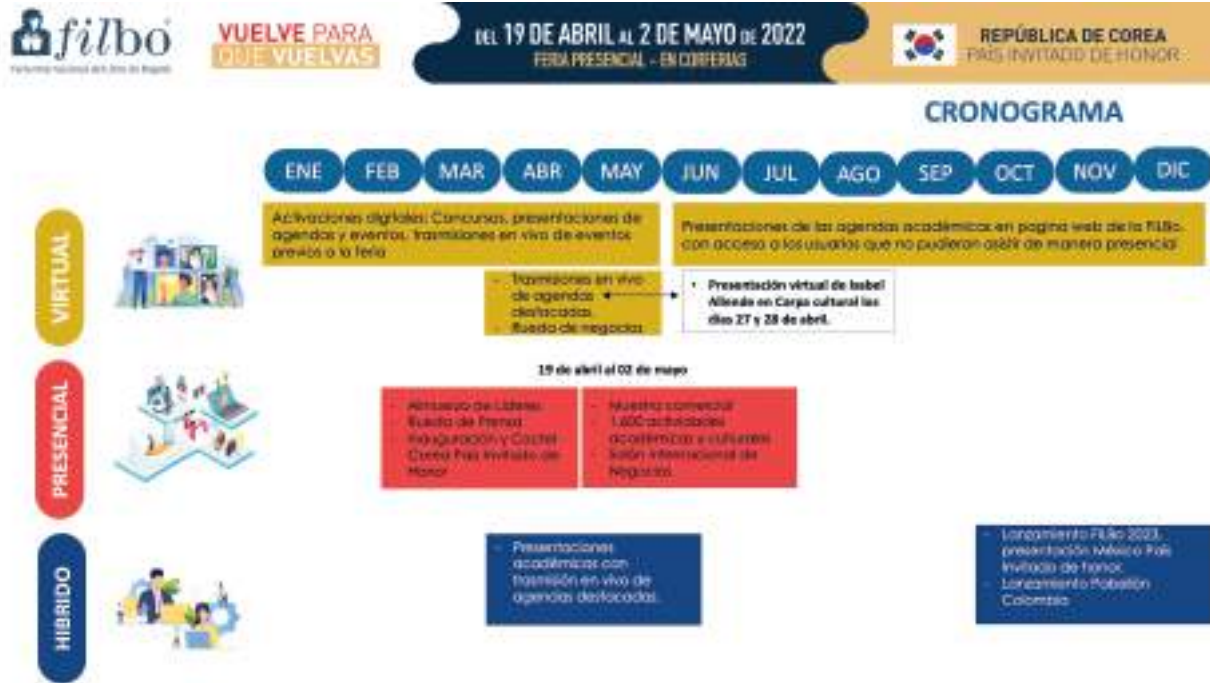 filbo
Feria Internacional del Libro de Bogotá
VUELVE PARA
QUE VUELVAS
DEL 19 DE ABRIL AL 2 DE MAYO DE 2022
FERIA PRESENCIAL - EN CORFERIAS
REPÚBLICA DE COREA
PAÍS INVITADO DE HONOR
CRONOGRAMA
ENE FEB MAR ABR MAY JUN JUL AGO SEP OCT NOV DIC
VIRTUAL
Activaciones digitales: Concursos, presentaciones de
agendas y eventos, trasmisiones en vivo de eventos
previos a la feria
Presentaciones de las agendas académicas en pagina web de la FILBo,
con acceso a los usuarios que no pudieran asistir de manera presencial
- Trasmisiones en vivo
de agendas
destacadas.
- Rueda de negocios
• Presentación virtual de Isabel
Allende en Carpa cultural los
días 27 y 28 de abril.
PRESENCIAL
19 de abril al 02 de mayo
- Almuerzo de Líderes
- Rueda de Prensa
- Inauguración y Coctel
- Corea País Invitado de
Honor
- Muestra comercial
- 1.600 actividades
académicas y culturales
- Salón Internacional de
Negocios.
HIBRIDO
- Presentaciones
académicas con
trasmisión en vivo de
agendas destacadas.
- Lanzamiento FILBo 2023,
presentación México País
Invitado de honor.
- Lanzamiento Pabellón
Colombia